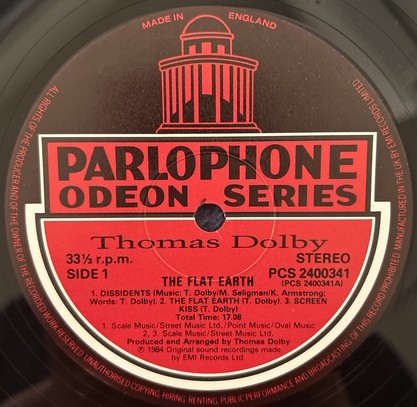 MADE IN ENGLAND
PARLOPHONE
ODEON SERIES
Thomas Dolby
33⅓ r.p.m.
STEREO
SIDE 1
PCS 2400341
(PCS 2400341A)
THE FLAT EARTH
1. DISSIDENTS (Music: T. Dolby/M. Seligman/K. Armstrong;
Words: T. Dolby). 2. THE FLAT EARTH (T. Dolby). 3. SCREEN
KISS (T. Dolby)
Total Time: 17.08
1. Scale Music/Street Music Ltd./Point Music/Oval Music
2, 3. Scale Music/Street Music Ltd.
Produced and Arranged by Thomas Dolby
℗ 1984 Original sound recordings made
by EMI Records Ltd.
ALL RIGHTS OF THE PRODUCER AND OF THE OWNER OF THE RECORDED WORK RESERVED. UNAUTHORISED COPYING, HIRING, RENTING, PUBLIC PERFORMANCE AND BROADCASTING OF THIS RECORD PROHIBITED. MANUFACTURED IN THE UK BY EMI RECORDS LIMITED